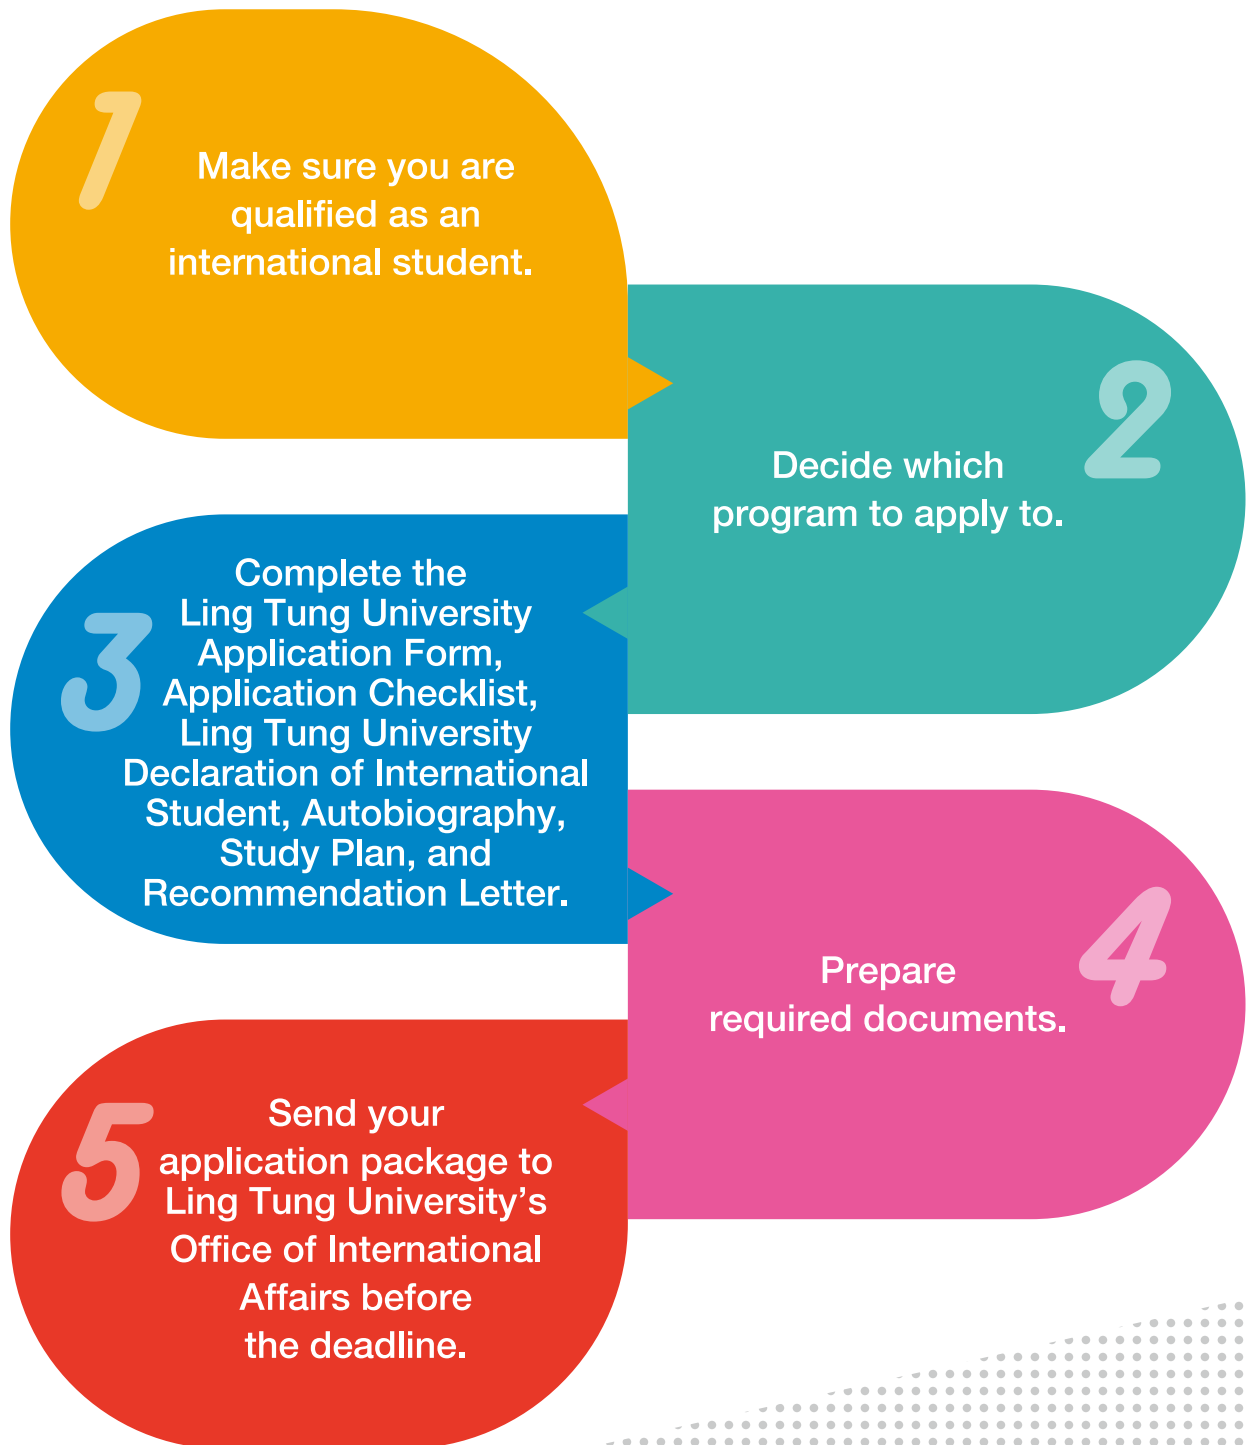 1
Make sure you are
qualified as an
international student.
2
Decide which
program to apply to.
3
Complete the
Ling Tung University
Application Form,
Application Checklist,
Ling Tung University
Declaration of International
Student, Autobiography,
Study Plan, and
Recommendation Letter.
4
Prepare
required documents.
5
Send your
application package to
Ling Tung University’s
Office of International
Affairs before
the deadline.